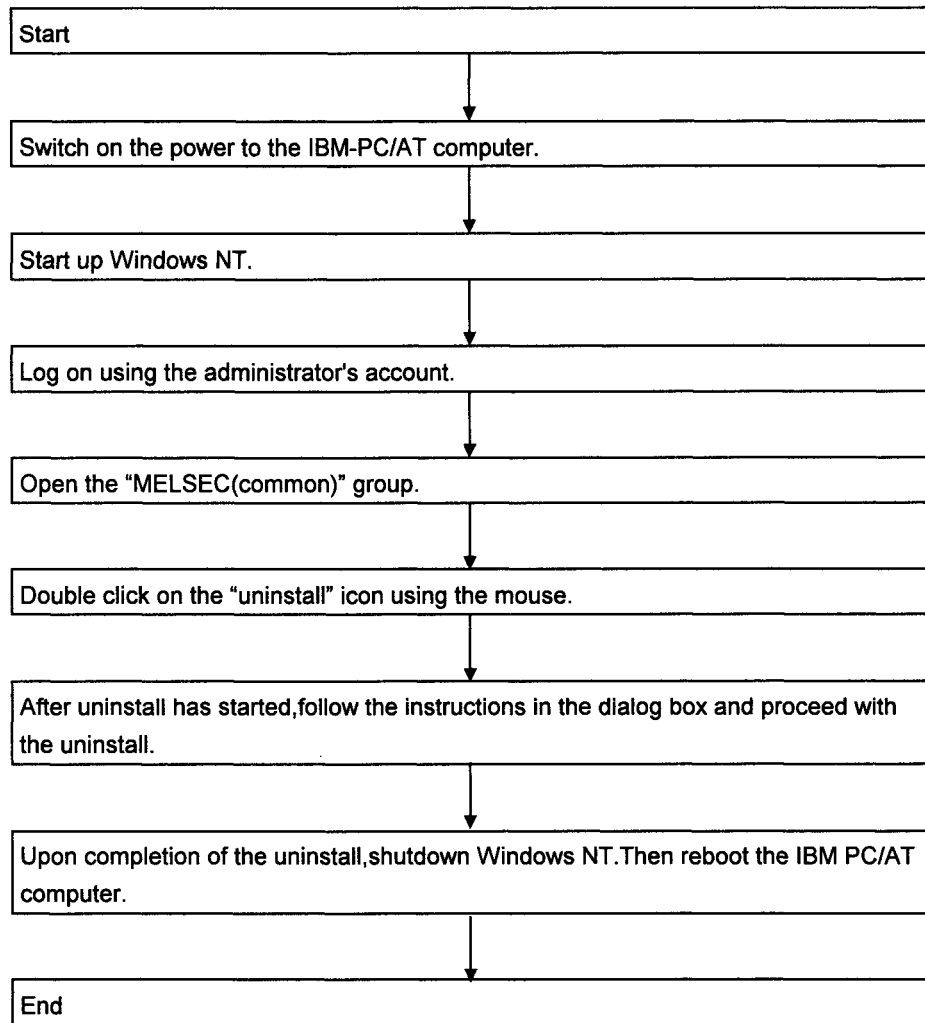 Start
Switch on the power to the IBM-PC/AT computer.
Start up Windows NT.
Log on using the administrator's account.
Open the “MELSEC(common)” group.
Double click on the “uninstall” icon using the mouse.
After uninstall has started,follow the instructions in the dialog box and proceed with
the uninstall.
Upon completion of the uninstall,shutdown Windows NT.Then reboot the IBM PC/AT
computer.
End